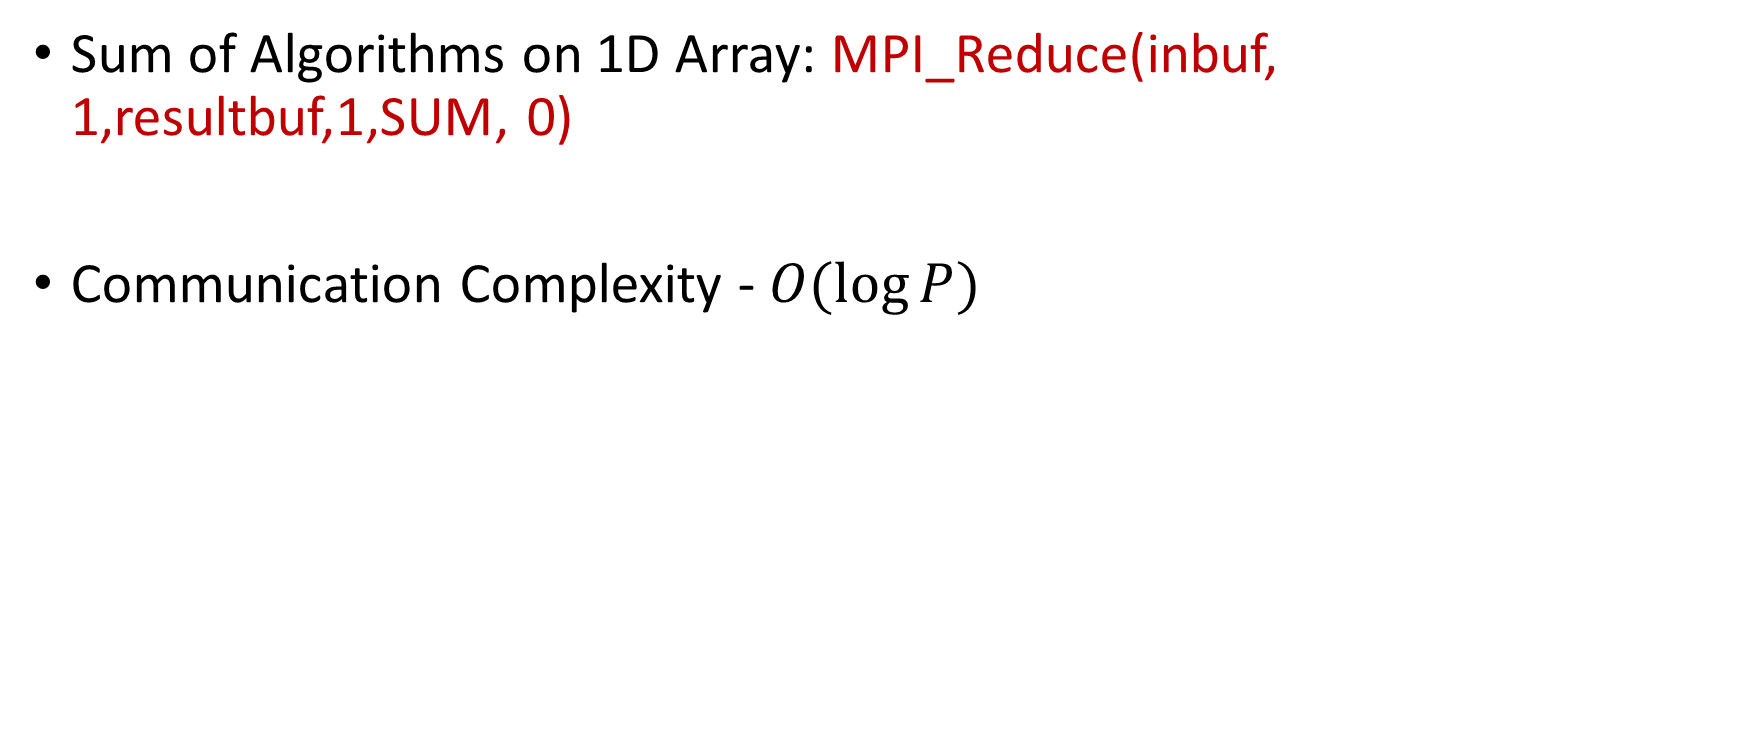 • Sum of Algorithms on 1D Array: MPI_Reduce(inbuf,
1,resultbuf,1,SUM, 0)
• Communication Complexity - O(log P)